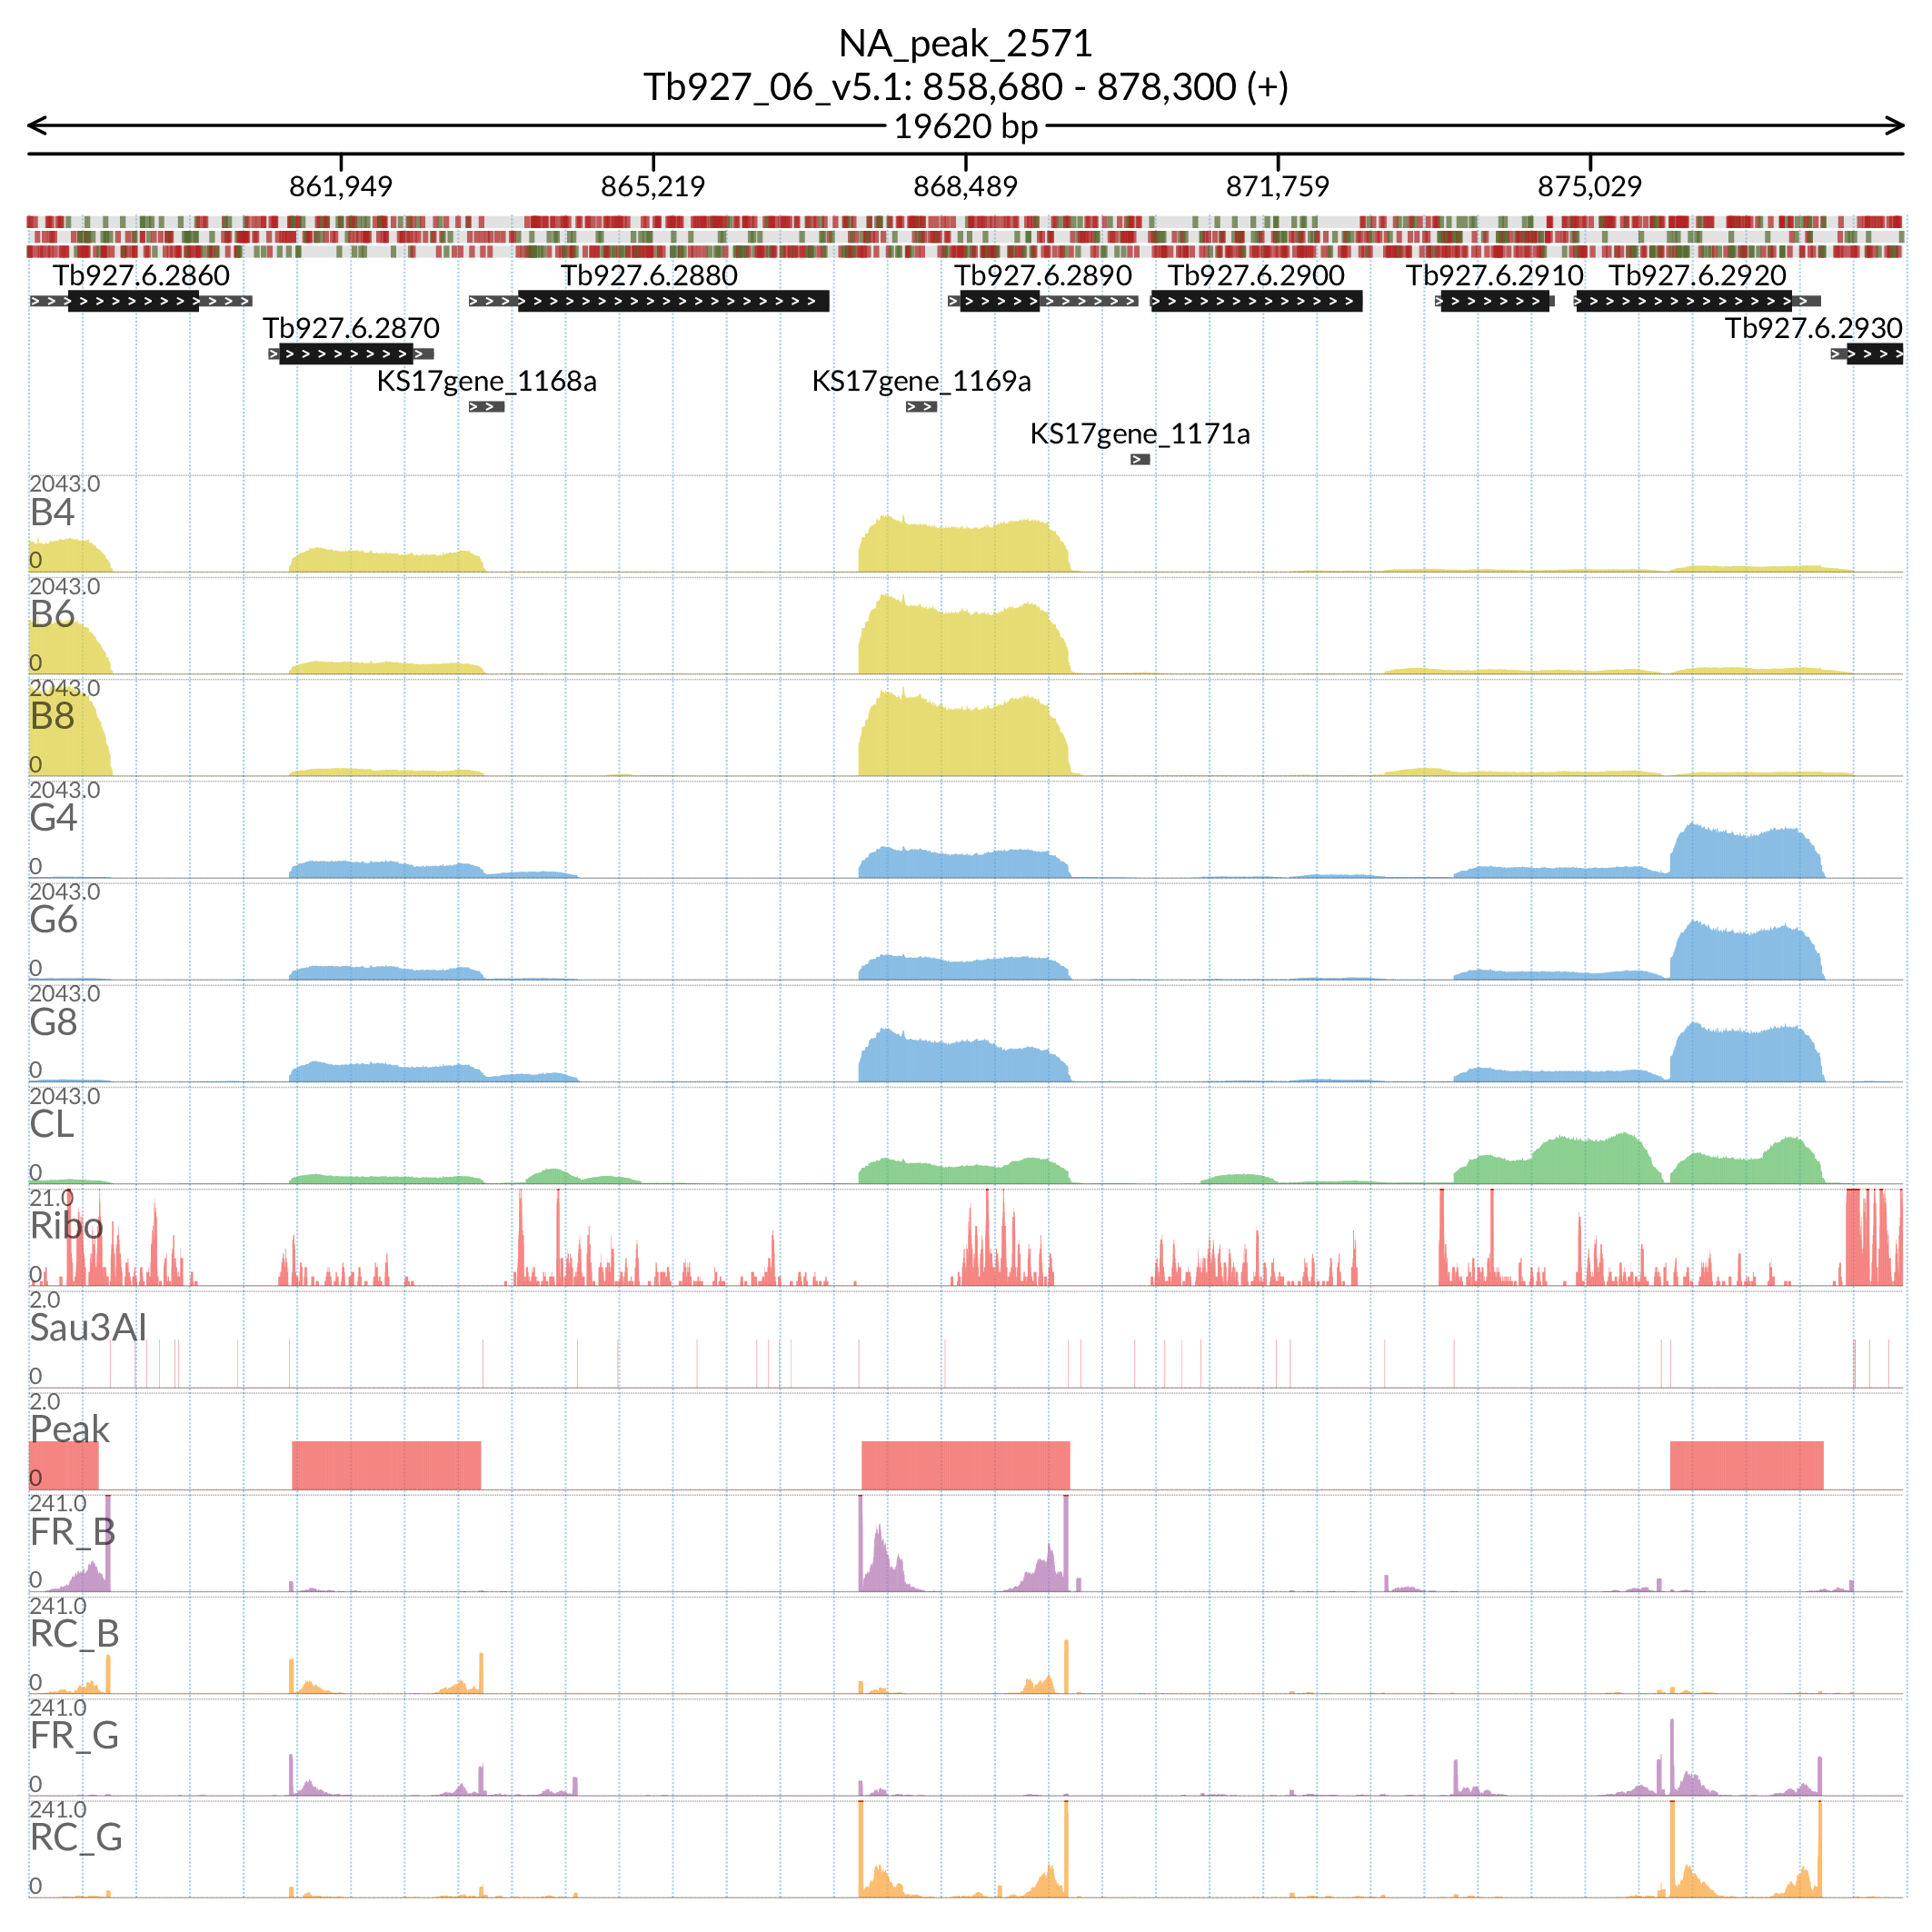 NA_peak_2571
Tb927_06_v5.1: 858,680 - 878,300 (+)
19620 bp
861,949 865,219 868,489 871,759 875,029
Tb927.6.2860 Tb927.6.2880 Tb927.6.2890 Tb927.6.2900 Tb927.6.2910 Tb927.6.2920
Tb927.6.2870 Tb927.6.2930
KS17gene_1168a KS17gene_1169a
KS17gene_1171a
2043.0
B4
0
2043.0
B6
0
2043.0
B8
0
2043.0
G4
0
2043.0
G6
0
2043.0
G8
0
2043.0
CL
0
21.0
Ribo
0
2.0
Sau3AI
0
2.0
Peak
0
241.0
FR_B
0
241.0
RC_B
0
241.0
FR_G
0
241.0
RC_G
0